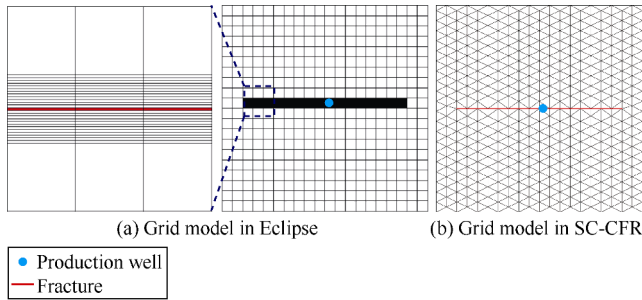 (a) Grid model in Eclipse
(b) Grid model in SC-CFR
Production well
Fracture